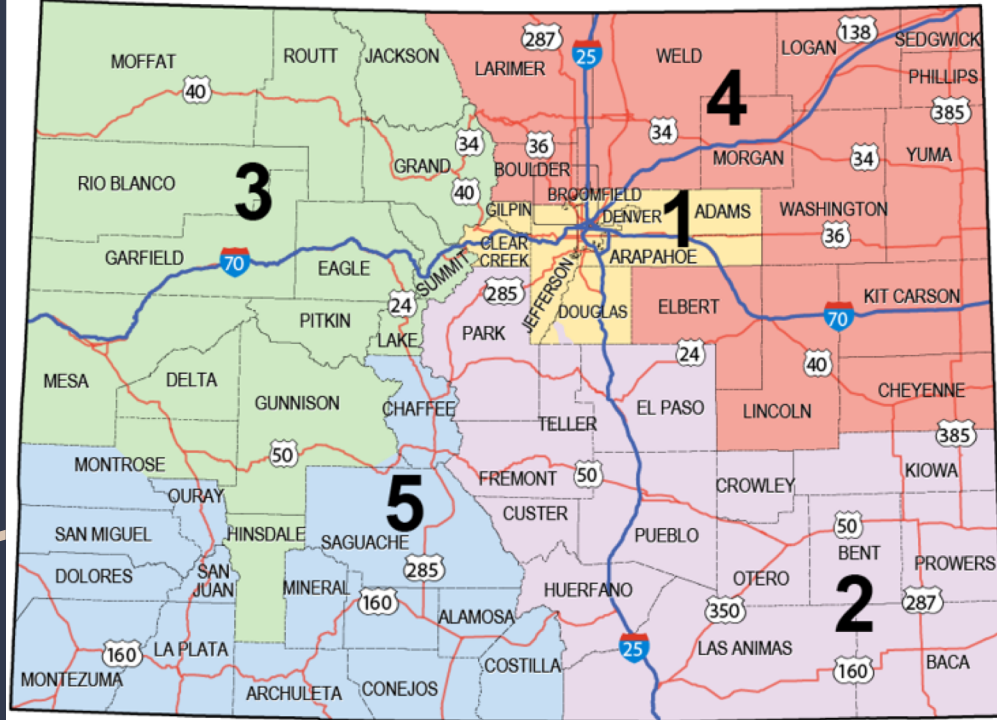 MOFFAT
ROUTT
JACKSON
LARIMER
287
25
WELD
LOGAN
138
SEDGWICK
PHILLIPS
385
40
4
34
GRAND
34
36
BOULDER
34
MORGAN
34
YUMA
RIO BLANCO
3
40
GILPIN
BROOMFIELD
DENVER
1
ADAMS
WASHINGTON
36
GARFIELD
70
EAGLE
SUMMIT
CLEAR
CREEK
ARAPAHOE
JEFFERSON
DOUGLAS
ELBERT
KIT CARSON
70
24
285
PITKIN
LAKE
PARK
24
40
MESA
DELTA
GUNNISON
CHAFFEE
TELLER
EL PASO
LINCOLN
CHEYENNE
385
MONTROSE
50
OURAY
5
FREMONT
50
CROWLEY
KIOWA
SAN MIGUEL
HINSDALE
SAGUACHE
CUSTER
PUEBLO
50
BENT
PROWERS
DOLORES
SAN
JUAN
MINERAL
285
160
ALAMOSA
HUERFANO
OTERO
350
2
287
160
LA PLATA
MONTEZUMA
ARCHULETA
CONEJOS
COSTILLA
25
LAS ANIMAS
160
BACA